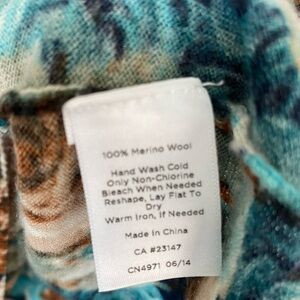 100% Merino Wool
Hand Wash Cold
Only Non-Chlorine
Bleach When Needed
Reshape, Lay Flat To
Dry
Warm Iron, If Needed
Made in China
CA #23147
CN4971 06/14